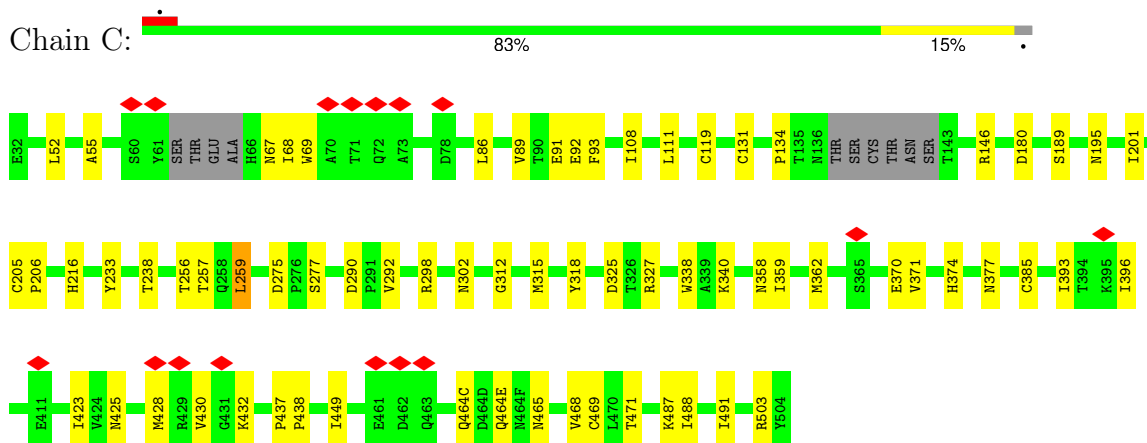 Chain C:
83% 15%
E32 L52 A55 S60 Y61 SER THR GLU ALA H66 N67 I68 W69 A70 T71 Q72 A73 D78 L86 V89 T90 E91 E92 F93 I108 L111 C119 C131 P134 T135 N136 THR SER CYS THR ASN SER T143 R146 D180 S189 N195 I201
C205 P206 H216 Y233 T238 T256 T257 Q258 L259 D275 P276 S277 D290 P291 V292 R298 N302 G312 M315 Y318 D325 T326 R327 W338 A339 K340 N358 I359 M362 S365 E370 V371 H374 N377 C385 I393 T394 K395 I396
E411 I423 V424 N425 M428 R429 V430 G431 K432 P437 P438 I449 E461 D462 Q463 Q464C Q464D Q464E N464F N465 V468 C469 L470 T471 K487 I488 I491 R503 Y504